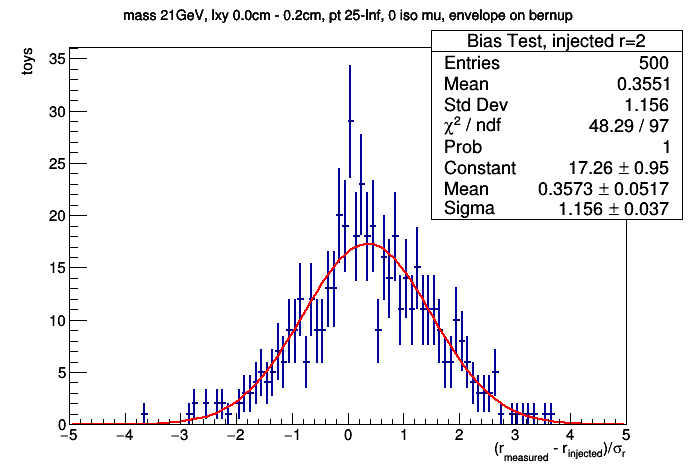 mass 21GeV, lxy 0.0cm - 0.2cm, pt 25-Inf, 0 iso mu, envelope on bernup
Bias Test, injected r=2
Entries 500
Mean 0.3551
Std Dev 1.156
χ² / ndf 48.29 / 97
Prob 1
Constant 17.26 ± 0.95
Mean 0.3573 ± 0.0517
Sigma 1.156 ± 0.037
toys
35
30
25
20
15
10
5
0
−5 −4 −3 −2 −1 0 1 2 3 4 5
(r_measured - r_injected)/σ_r